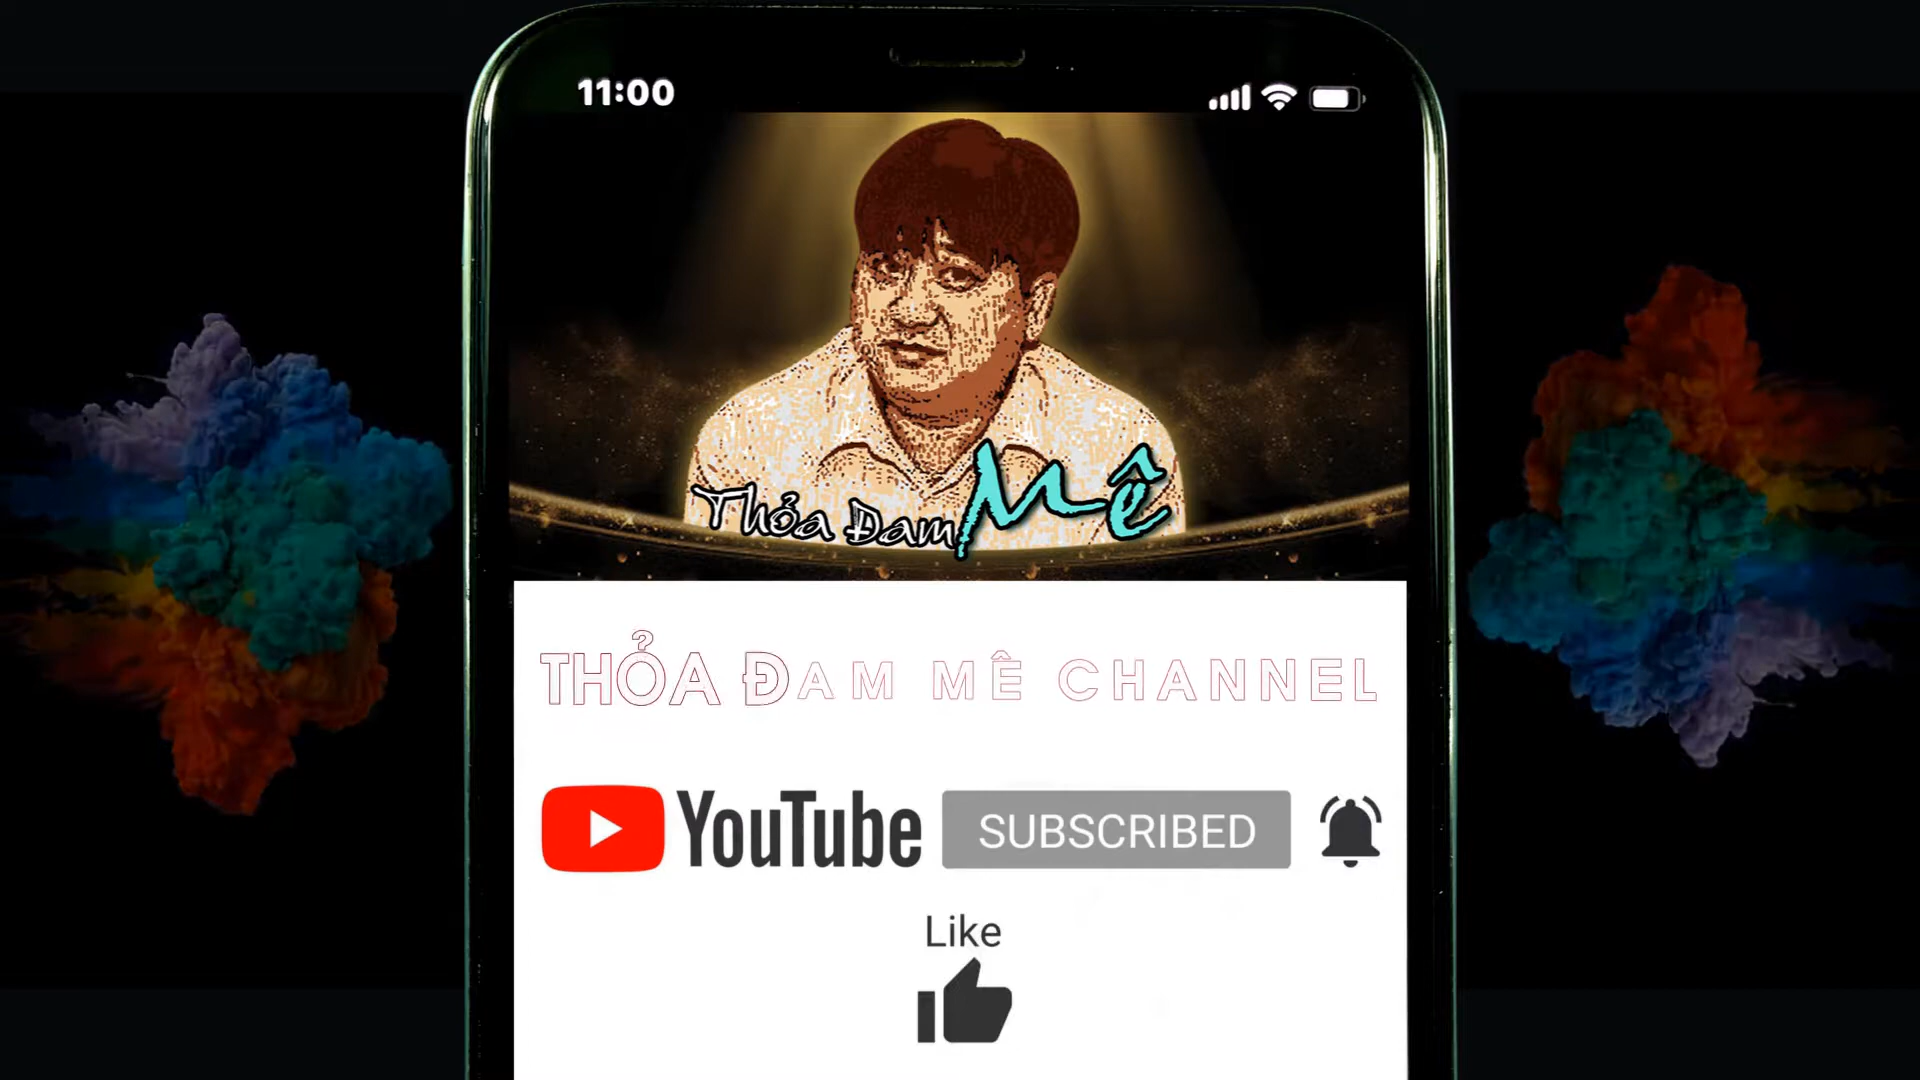 11:00
Thỏa Đam Mê
THỎA ĐAM MÊ CHANNEL
YouTube SUBSCRIBED
Like